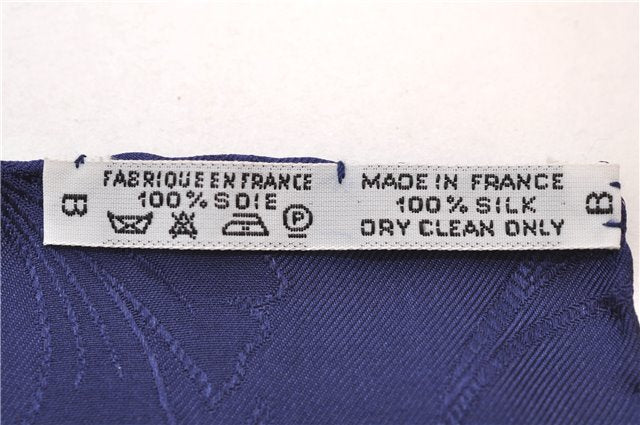 B
FABRIQUE EN FRANCE
100% SOIE
P
MADE IN FRANCE
100% SILK
DRY CLEAN ONLY
B